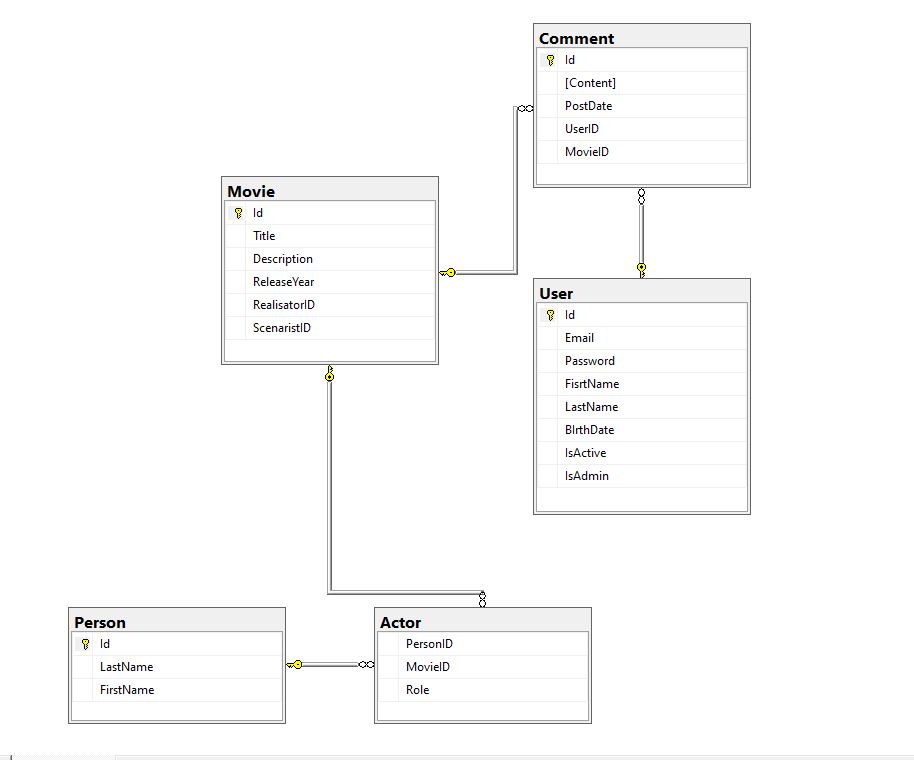 Comment
Id
[Content]
PostDate
UserID
MovieID
Movie
Id
Title
Description
ReleaseYear
RealisatorID
ScenaristID
User
Id
Email
Password
FisrtName
LastName
BIrthDate
IsActive
IsAdmin
Person
Id
LastName
FirstName
Actor
PersonID
MovieID
Role